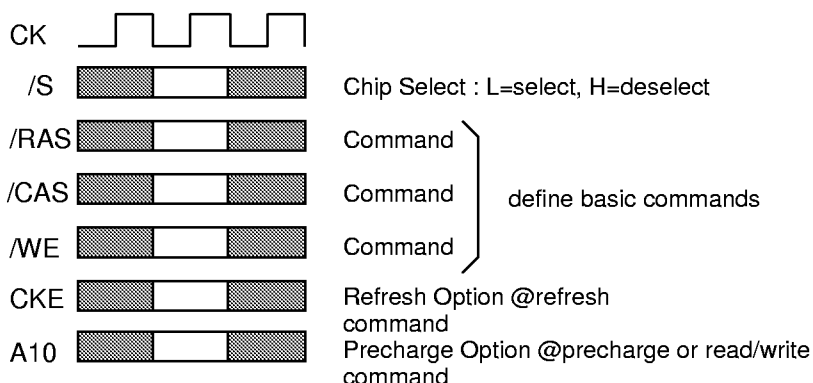 CK
/S Chip Select : L=select, H=deselect
/RAS Command
/CAS Command define basic commands
/WE Command
CKE Refresh Option @refresh
command
A10 Precharge Option @precharge or read/write
command